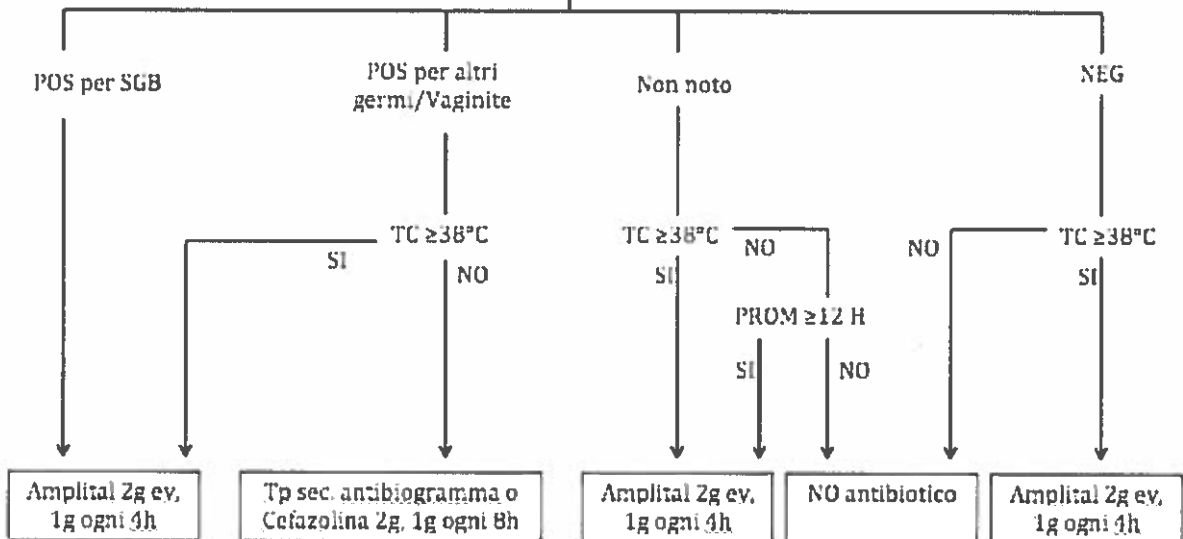 POS per SGB
POS per altri
germi/Vaginite
Non noto
NEG
TC ≥38°C
SI
NO
TC ≥38°C
SI
NO
PROM ≥12 H
SI
NO
TC ≥38°C
NO
SI
Amplital 2g ev,
1g ogni 4h
Tp sec. antibiogramma o
Cefazolina 2g, 1g ogni 8h
Amplital 2g ev,
1g ogni 4h
NO antibiotico
Amplital 2g ev,
1g ogni 4h